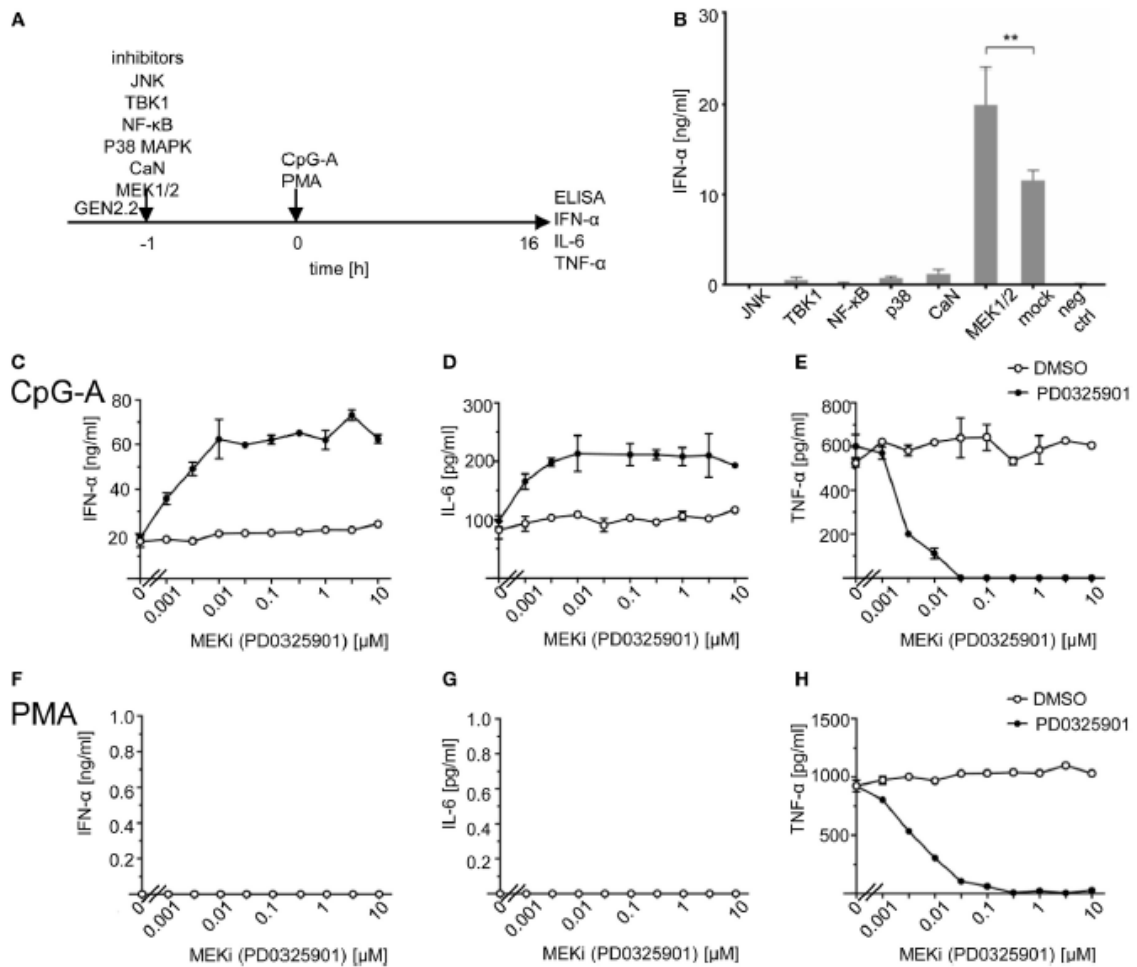 A
inhibitors
JNK
TBK1
NF-κB
P38 MAPK
CaN
MEK1/2
GEN2.2
CpG-A
PMA
ELISA
IFN-α
IL-6
TNF-α
-1
0
16
time [h]
B
IFN-α [ng/ml]
30
20
10
0
**
JNK
TBK1
NF-κB
p38
CaN
MEK1/2
mock
neg
ctrl
CpG-A
C
IFN-α [ng/ml]
80
60
40
20
0
0.001
0.01
0.1
1
10
MEKi (PD0325901) [µM]
D
IL-6 [pg/ml]
300
200
100
0
0.001
0.01
0.1
1
10
MEKi (PD0325901) [µM]
E
DMSO
PD0325901
TNF-α [pg/ml]
800
600
400
200
0
0.001
0.01
0.1
1
10
MEKi (PD0325901) [µM]
PMA
F
IFN-α [ng/ml]
1.0
0.8
0.6
0.4
0.2
0
0.001
0.01
0.1
1
10
MEKi (PD0325901) [µM]
G
IL-6 [pg/ml]
1.0
0.8
0.6
0.4
0.2
0
0.001
0.01
0.1
1
10
MEKi (PD0325901) [µM]
H
DMSO
PD0325901
TNF-α [pg/ml]
1500
1000
500
0
0.001
0.01
0.1
1
10
MEKi (PD0325901) [µM]